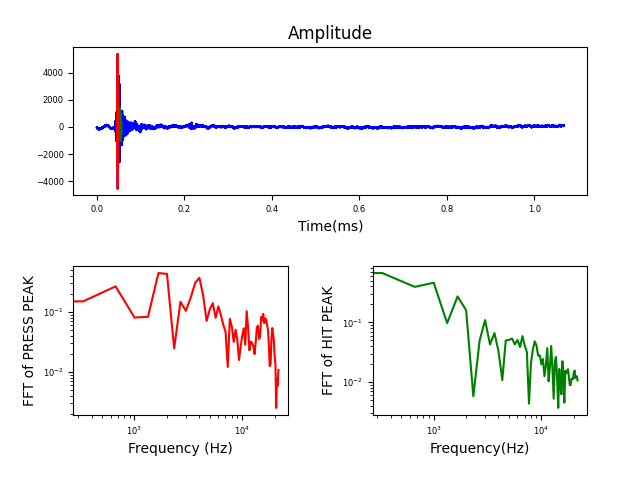 Amplitude
4000
2000
0
−2000
−4000
0.0 0.2 0.4 0.6 0.8 1.0
Time(ms)
FFT of PRESS PEAK
10⁻¹
10⁻²
10³ 10⁴
Frequency (Hz)
FFT of HIT PEAK
10⁻¹
10⁻²
10³ 10⁴
Frequency(Hz)